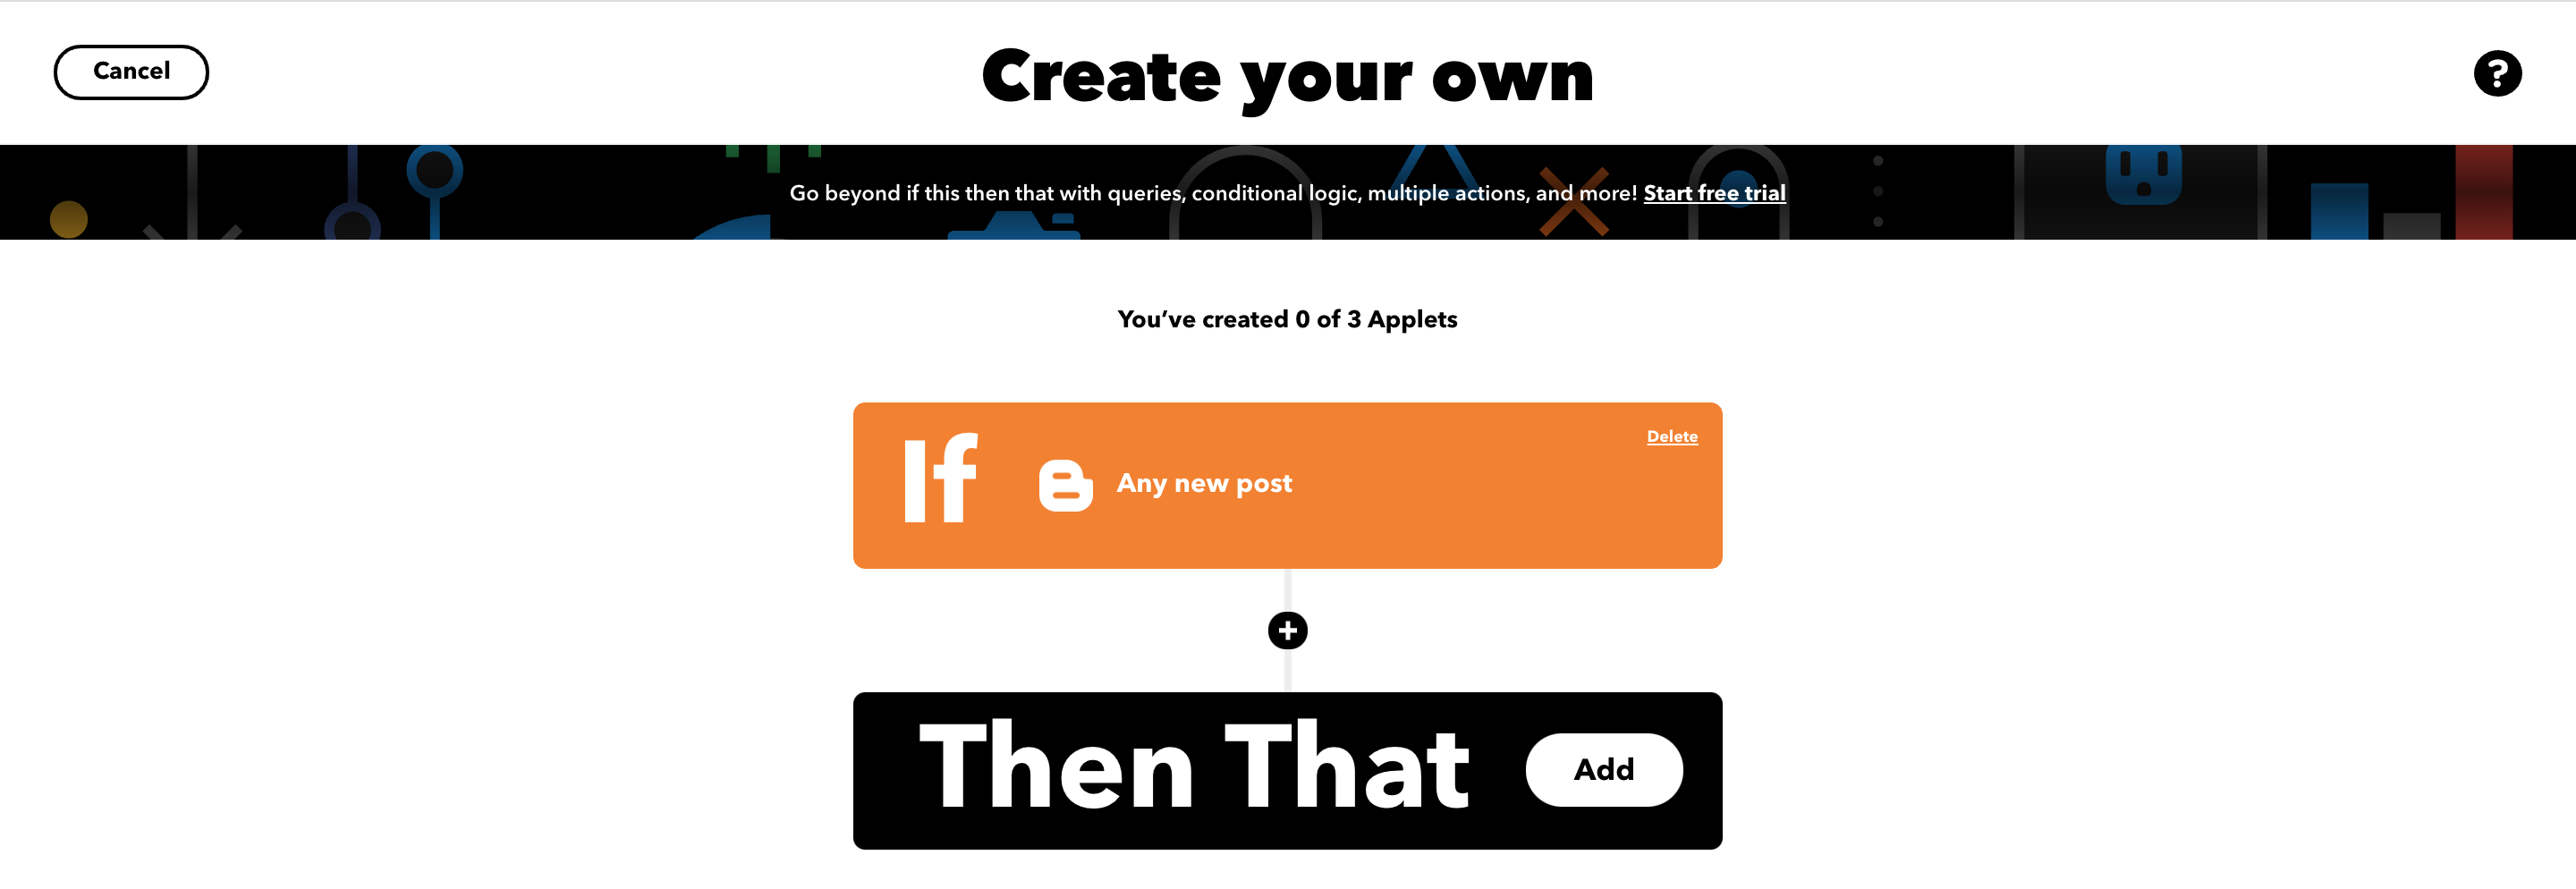 Cancel
Create your own
?
Go beyond if this then that with queries, conditional logic, multiple actions, and more! Start free trial
You’ve created 0 of 3 Applets
If
Any new post
Delete
Then That
Add